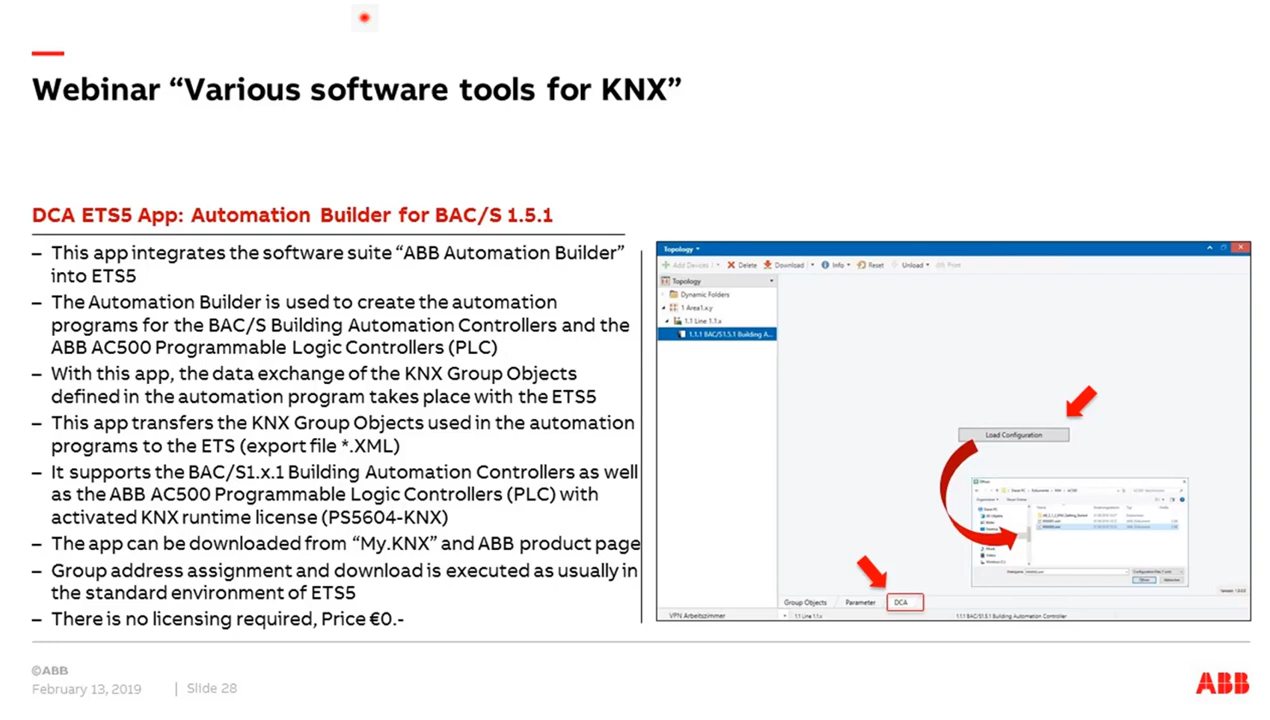 Webinar “Various software tools for KNX”
DCA ETS5 App: Automation Builder for BAC/S 1.5.1
– This app integrates the software suite “ABB Automation Builder”
into ETS5
– The Automation Builder is used to create the automation
programs for the BAC/S Building Automation Controllers and the
ABB AC500 Programmable Logic Controllers (PLC)
– With this app, the data exchange of the KNX Group Objects
defined in the automation program takes place with the ETS5
– This app transfers the KNX Group Objects used in the automation
programs to the ETS (export file *.XML)
– It supports the BAC/S1.x.1 Building Automation Controllers as well
as the ABB AC500 Programmable Logic Controllers (PLC) with
activated KNX runtime license (PS5604-KNX)
– The app can be downloaded from “My.KNX” and ABB product page
– Group address assignment and download is executed as usually in
the standard environment of ETS5
– There is no licensing required, Price €0.-
Topology
Add Devices Delete Download Info Reset Unload Print
Topology
Dynamic Folders
1 Area1.x.y
1.1 Line 1.1.x
1.1.1 BAC/S1.5.1 Building A...
Load Configuration
Group Objects Parameter DCA
VPN Arbeitszimmer 1.1 Line 1.1.x 1.1.1 BAC/S1.5.1 Building Automation Controller
©ABB
February 13, 2019 | Slide 28
ABB